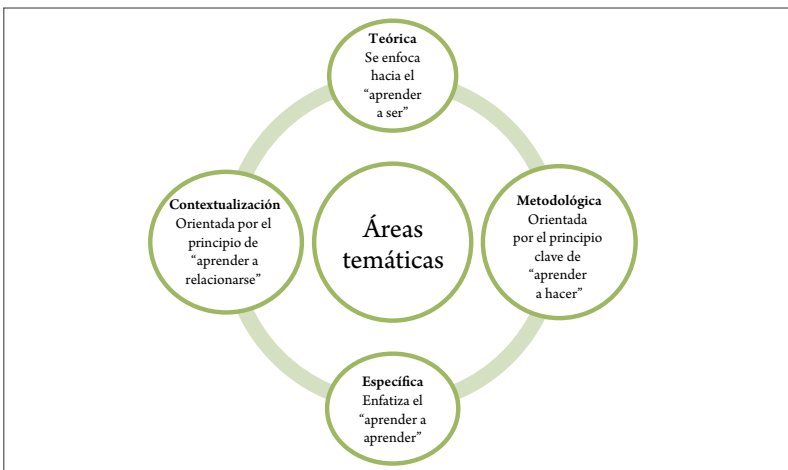 Teórica
Se enfoca
hacia el
“aprender
a ser”
Contextualización
Orientada por el
principio de
“aprender a
relacionarse”
Áreas
temáticas
Metodológica
Orientada
por el principio
clave de
“aprender
a hacer”
Específica
Enfatiza el
“aprender a
aprender”